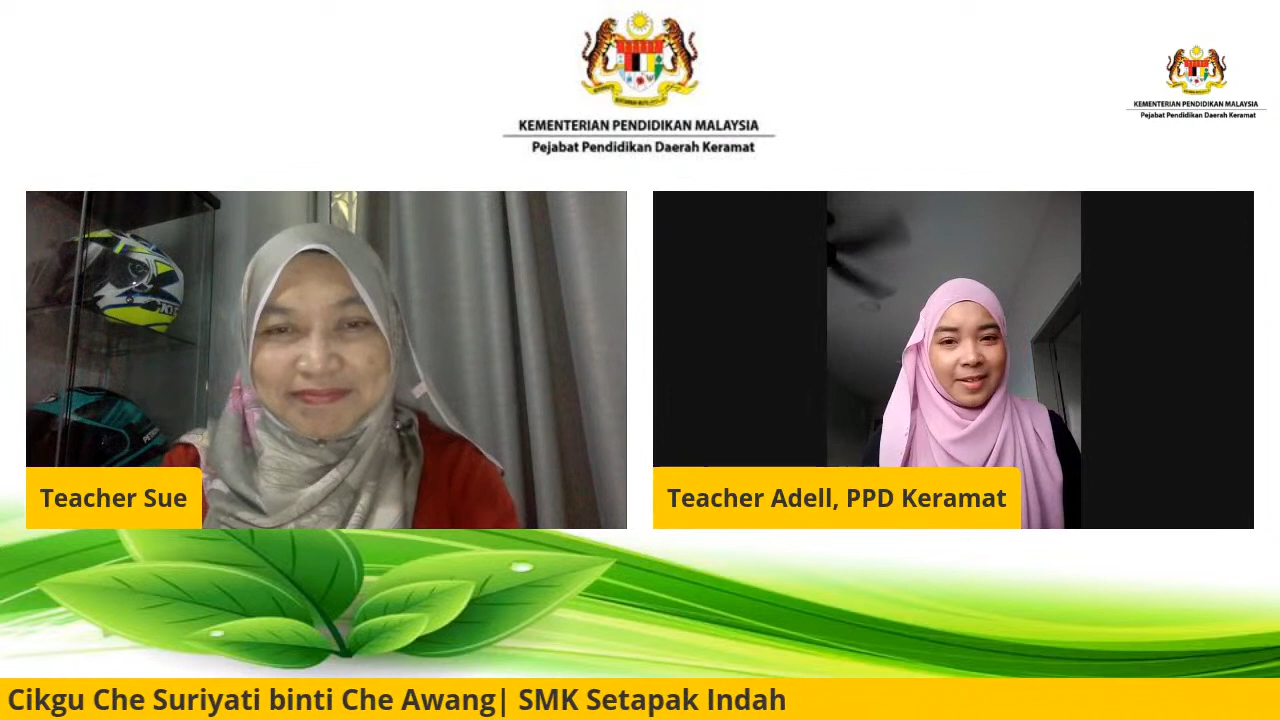 KEMENTERIAN PENDIDIKAN MALAYSIA
Pejabat Pendidikan Daerah Keramat
KEMENTERIAN PENDIDIKAN MALAYSIA
Pejabat Pendidikan Daerah Keramat
Teacher Sue
Teacher Adell, PPD Keramat
Cikgu Che Suriyati binti Che Awang| SMK Setapak Indah